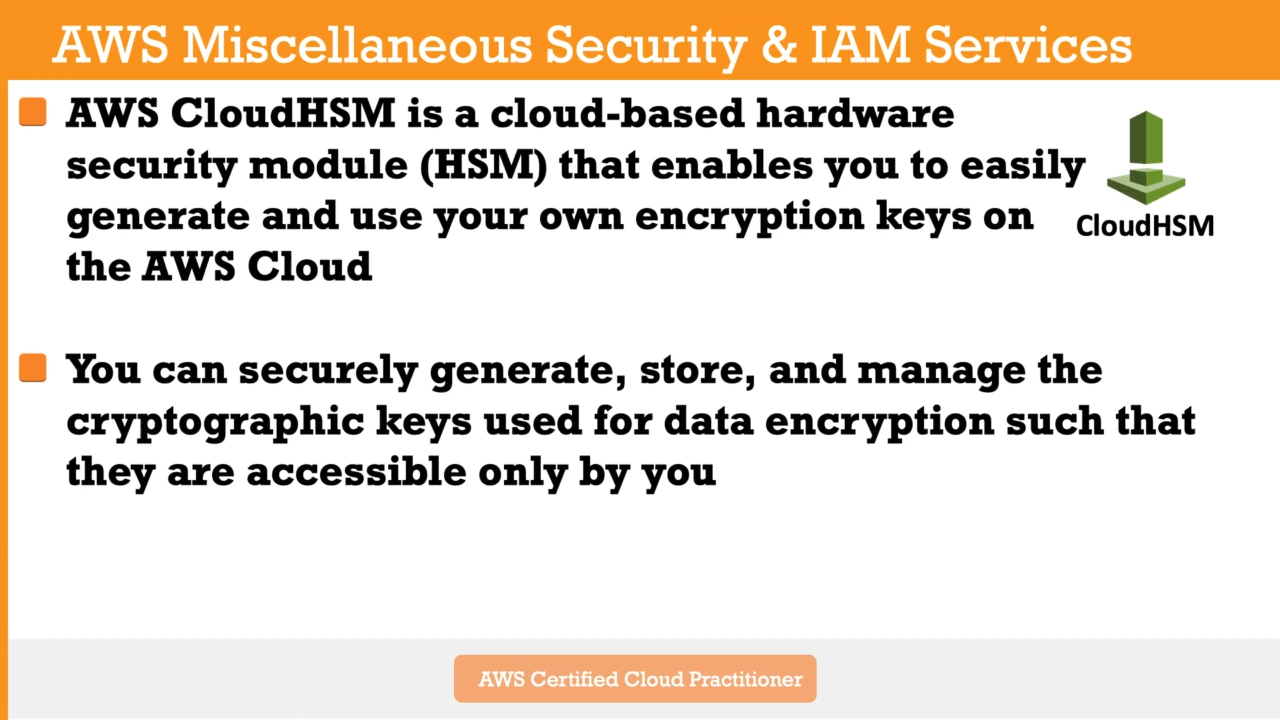 AWS Miscellaneous Security & IAM Services
AWS CloudHSM is a cloud-based hardware
security module (HSM) that enables you to easily
generate and use your own encryption keys on
the AWS Cloud
CloudHSM
You can securely generate, store, and manage the
cryptographic keys used for data encryption such that
they are accessible only by you
AWS Certified Cloud Practitioner